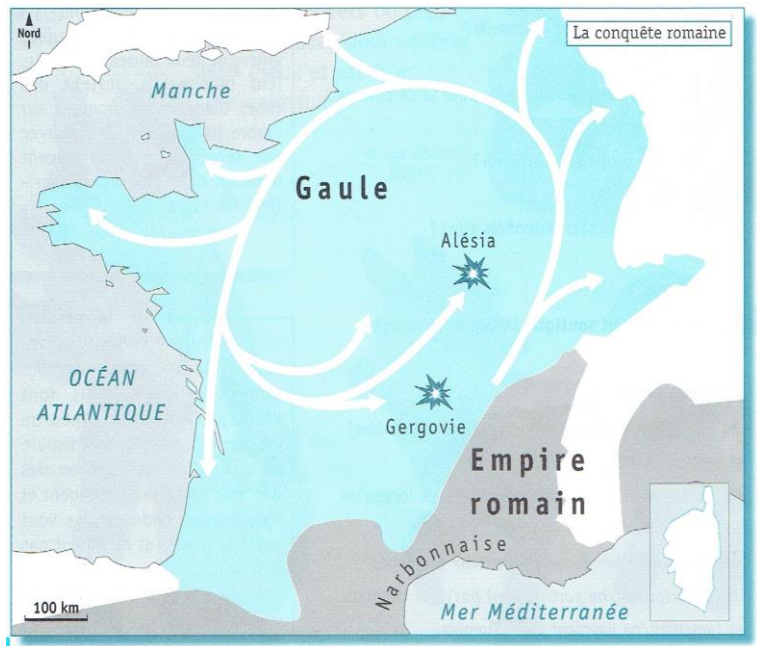 Nord
La conquête romaine
Manche
Gaule
Alésia
OCÉAN
ATLANTIQUE
Gergovie
Empire
romain
Narbonnaise
100 km
Mer Méditerranée